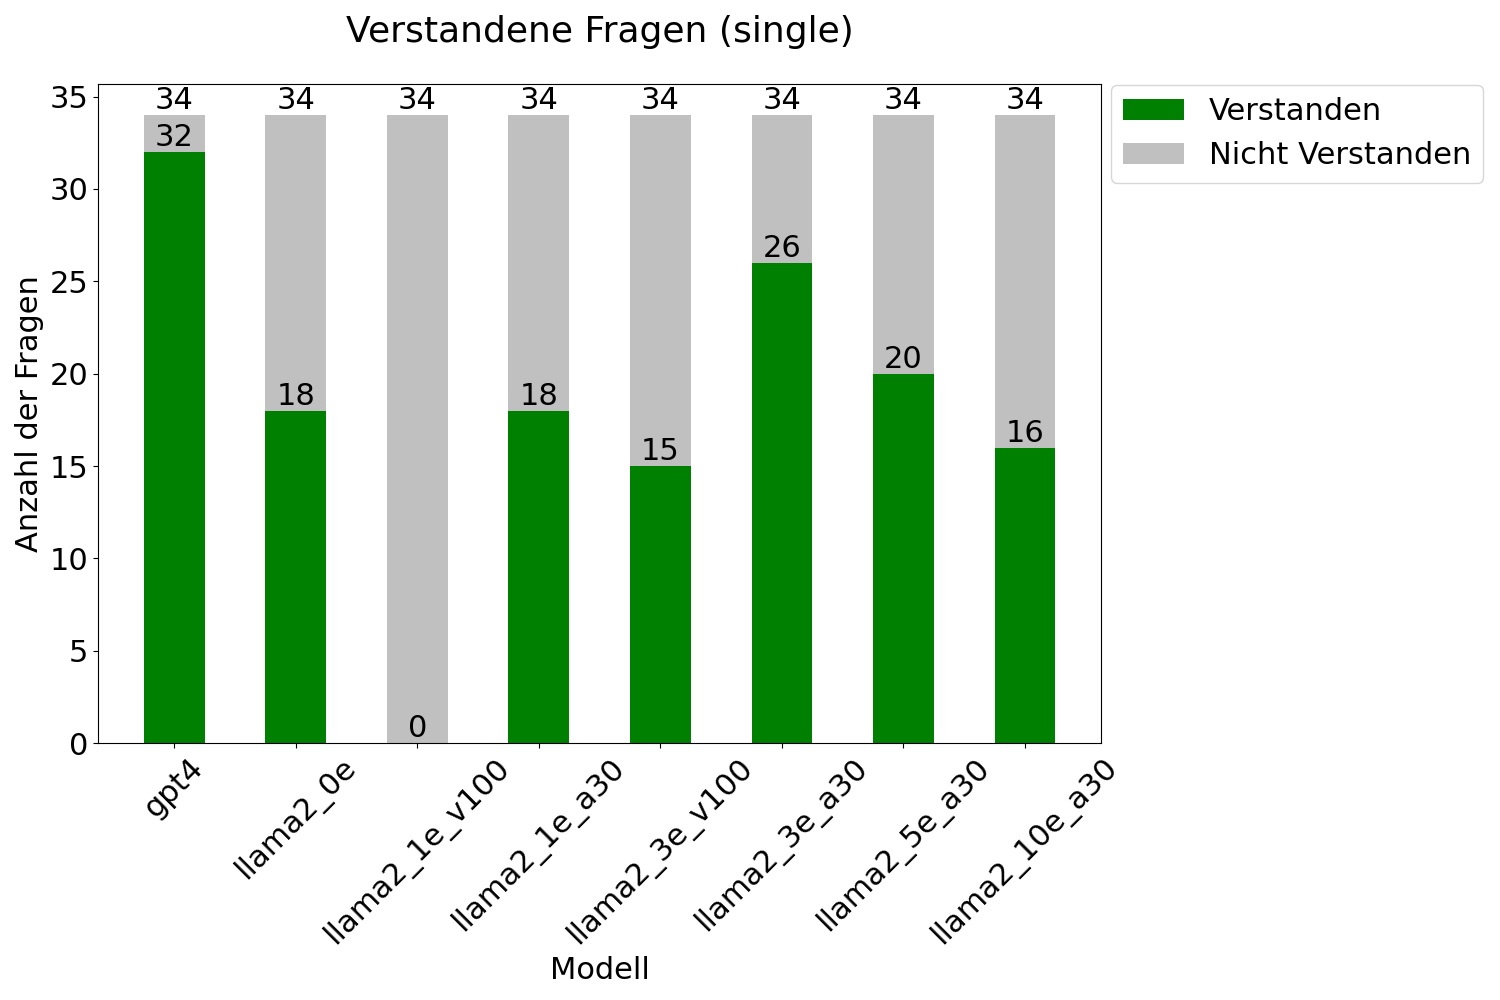 Verstandene Fragen (single)
Verstanden
Nicht Verstanden
Anzahl der Fragen
35
30
25
20
15
10
5
0
34 34 34 34 34 34 34 34
32
18
0
18
15
26
20
16
gpt4
llama2_0e
llama2_1e_v100
llama2_1e_a30
llama2_3e_v100
llama2_3e_a30
llama2_5e_a30
llama2_10e_a30
Modell